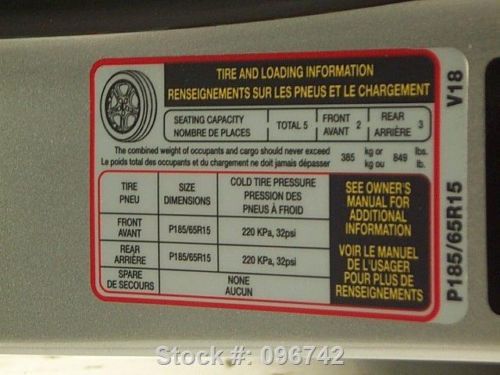 TIRE AND LOADING INFORMATION
RENSEIGNEMENTS SUR LES PNEUS ET LE CHARGEMENT
SEATING CAPACITY
NOMBRE DE PLACES
TOTAL 5
FRONT
AVANT 2
REAR
ARRIÈRE 3
The combined weight of occupants and cargo should never exceed 385 kg or 849 lbs.
Le poids total des occupants et du chargement ne doit jamais dépasser kg ou lb.
TIRE
PNEU
SIZE
DIMENSIONS
COLD TIRE PRESSURE
PRESSION DES
PNEUS À FROID
FRONT
AVANT
P185/65R15
220 KPa, 32psi
REAR
ARRIÈRE
P185/65R15
220 KPa, 32psi
SPARE
DE SECOURS
NONE
AUCUN
SEE OWNER'S
MANUAL FOR
ADDITIONAL
INFORMATION
VOIR LE MANUEL
DE L'USAGER
POUR PLUS DE
RENSEIGNEMENTS
P185/65R15 V18
Stock #: 096742